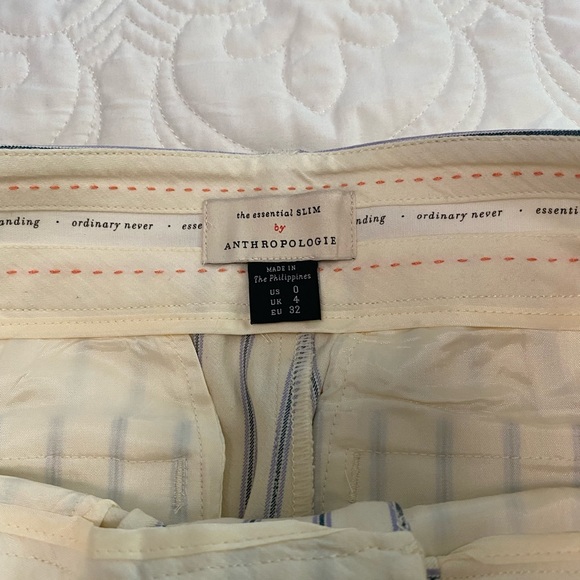 the essential SLIM
by
ANTHROPOLOGIE
anding · ordinary never · esse
nding · ordinary never · essenti
MADE IN
The Philippines
US 0
UK 4
EU 32